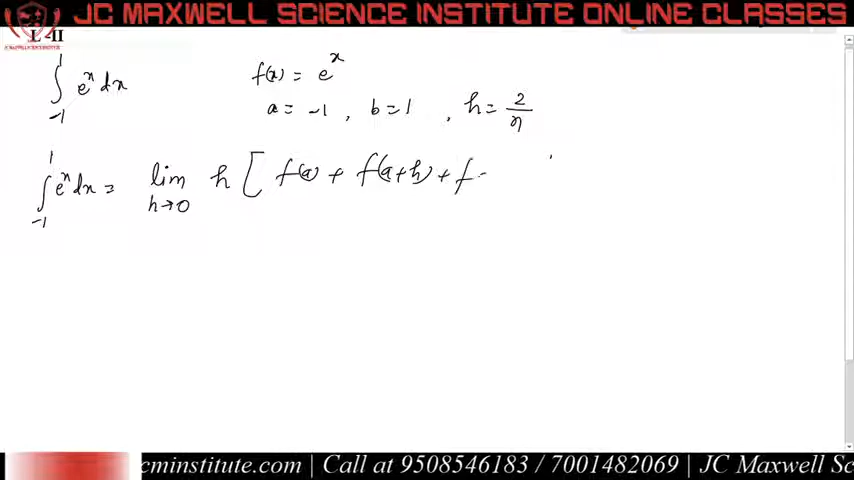 JC MAXWELL SCIENCE INSTITUTE ONLINE CLASSES
L-II
∫₋₁¹ eˣ dx f(x) = eˣ
a = -1, b = 1, h = 2/n
∫₋₁¹ eˣ dx = lim h→0 h [ f(a) + f(a+h) + f
cminstitute.com | Call at 9508546183 / 7001482069 | JC Maxwell Sc